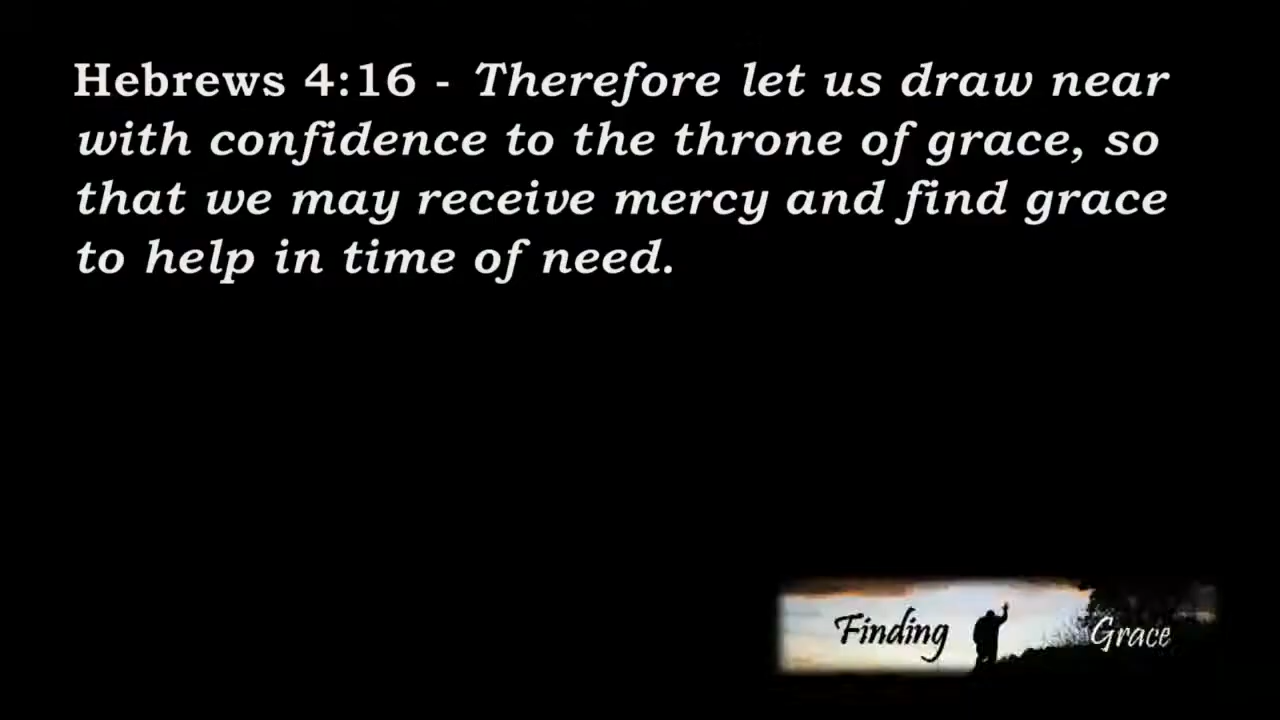 Hebrews 4:16 - Therefore let us draw near
with confidence to the throne of grace, so
that we may receive mercy and find grace
to help in time of need.
Finding Grace